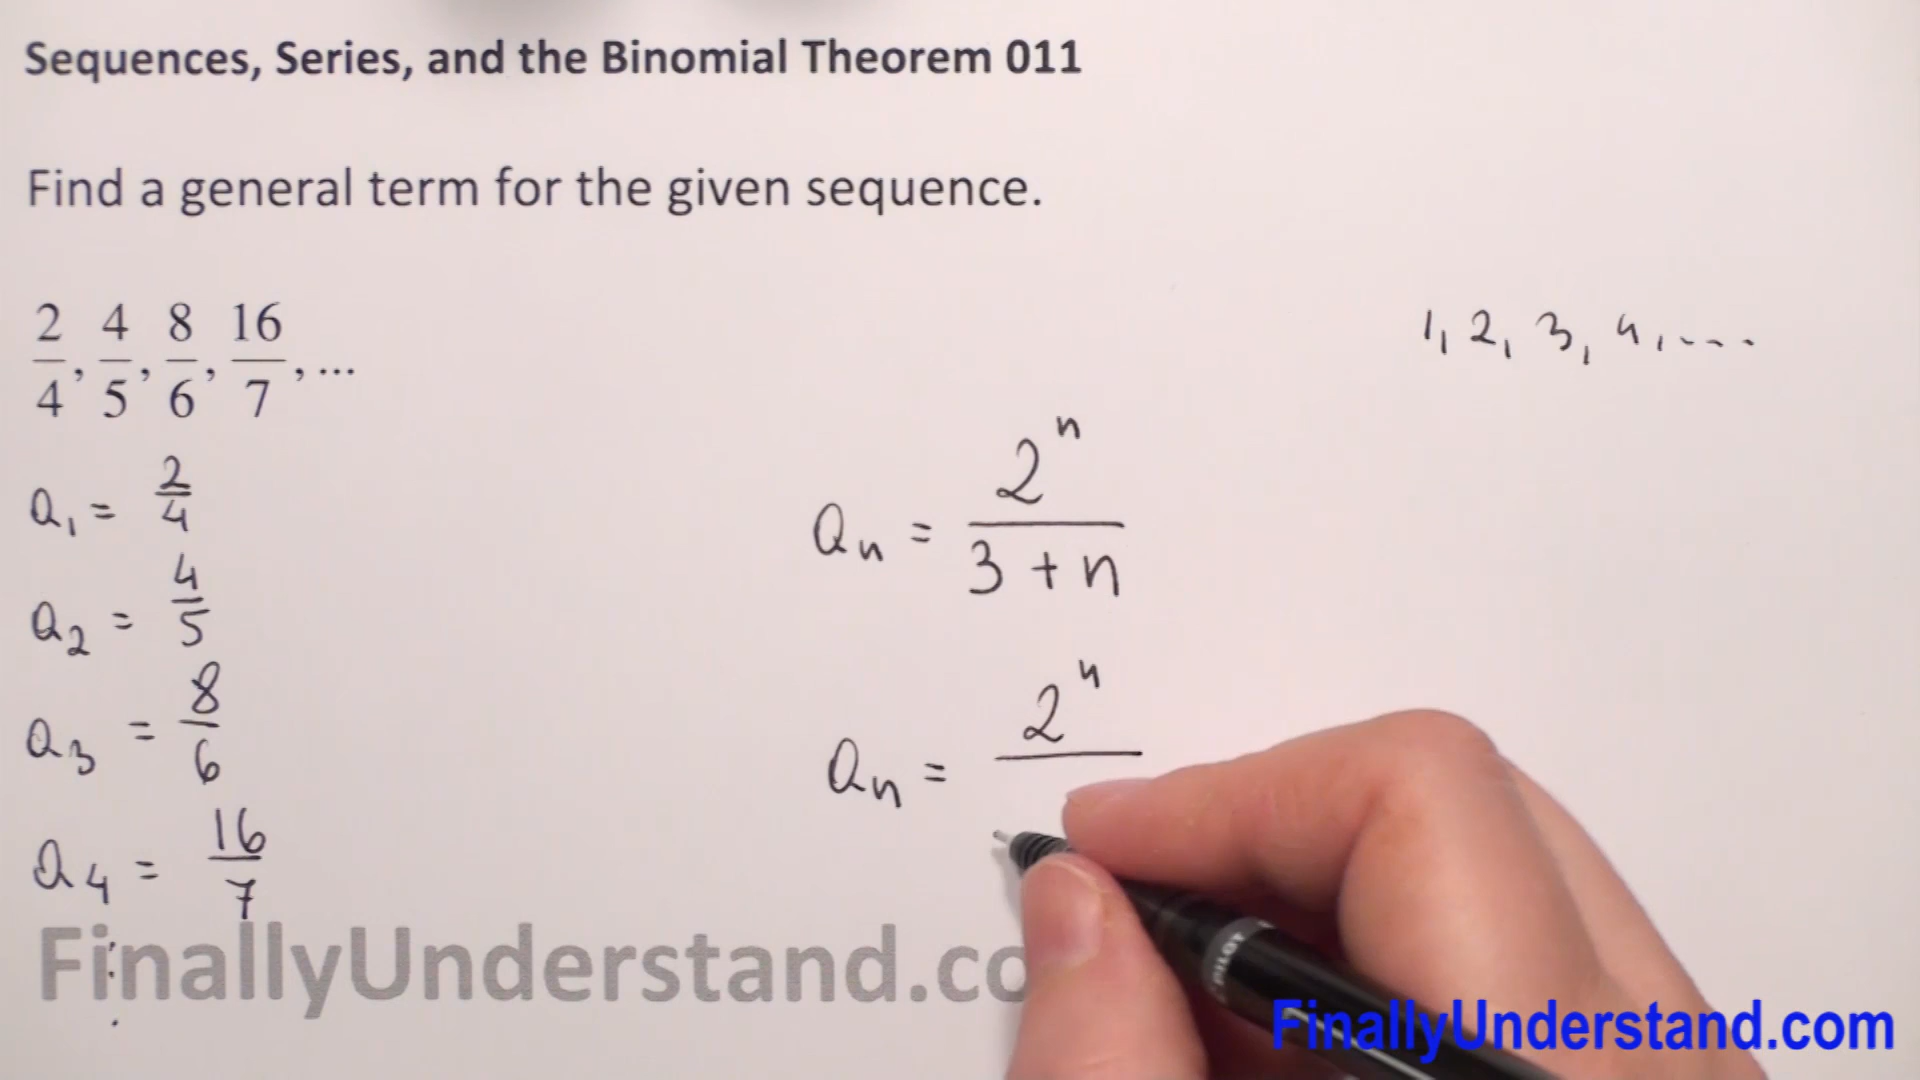 Sequences, Series, and the Binomial Theorem 011
Find a general term for the given sequence.
2/4, 4/5, 8/6, 16/7, ...
1, 2, 3, 4, ...
a₁ = 2/4
a₂ = 4/5
a₃ = 8/6
a₄ = 16/7
aₙ = 2ⁿ/(3 + n)
aₙ = 2ⁿ
FinallyUnderstand.co
PILOT
FinallyUnderstand.com